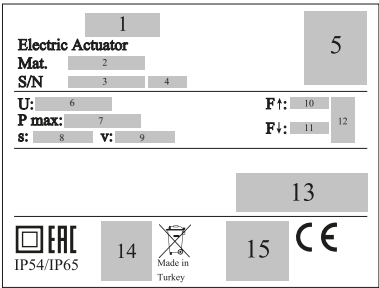 1
Electric Actuator
5
Mat. 2
S/N 3 4
U: 6 F↑: 10
P max: 7 12
F↓: 11
s: 8 v: 9
13
EAC 14 15 CE
IP54/IP65
Made in
Turkey